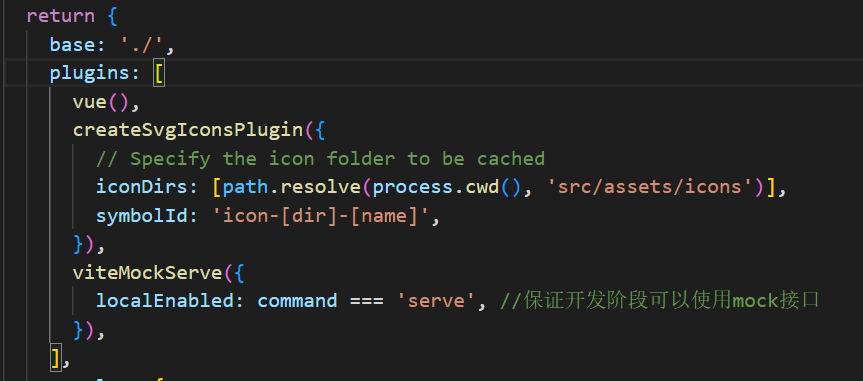 return {
base: './',
plugins: [
vue(),
createSvgIconsPlugin({
// Specify the icon folder to be cached
iconDirs: [path.resolve(process.cwd(), 'src/assets/icons')],
symbolId: 'icon-[dir]-[name]',
}),
viteMockServe({
localEnabled: command === 'serve', //保证开发阶段可以使用mock接口
}),
],